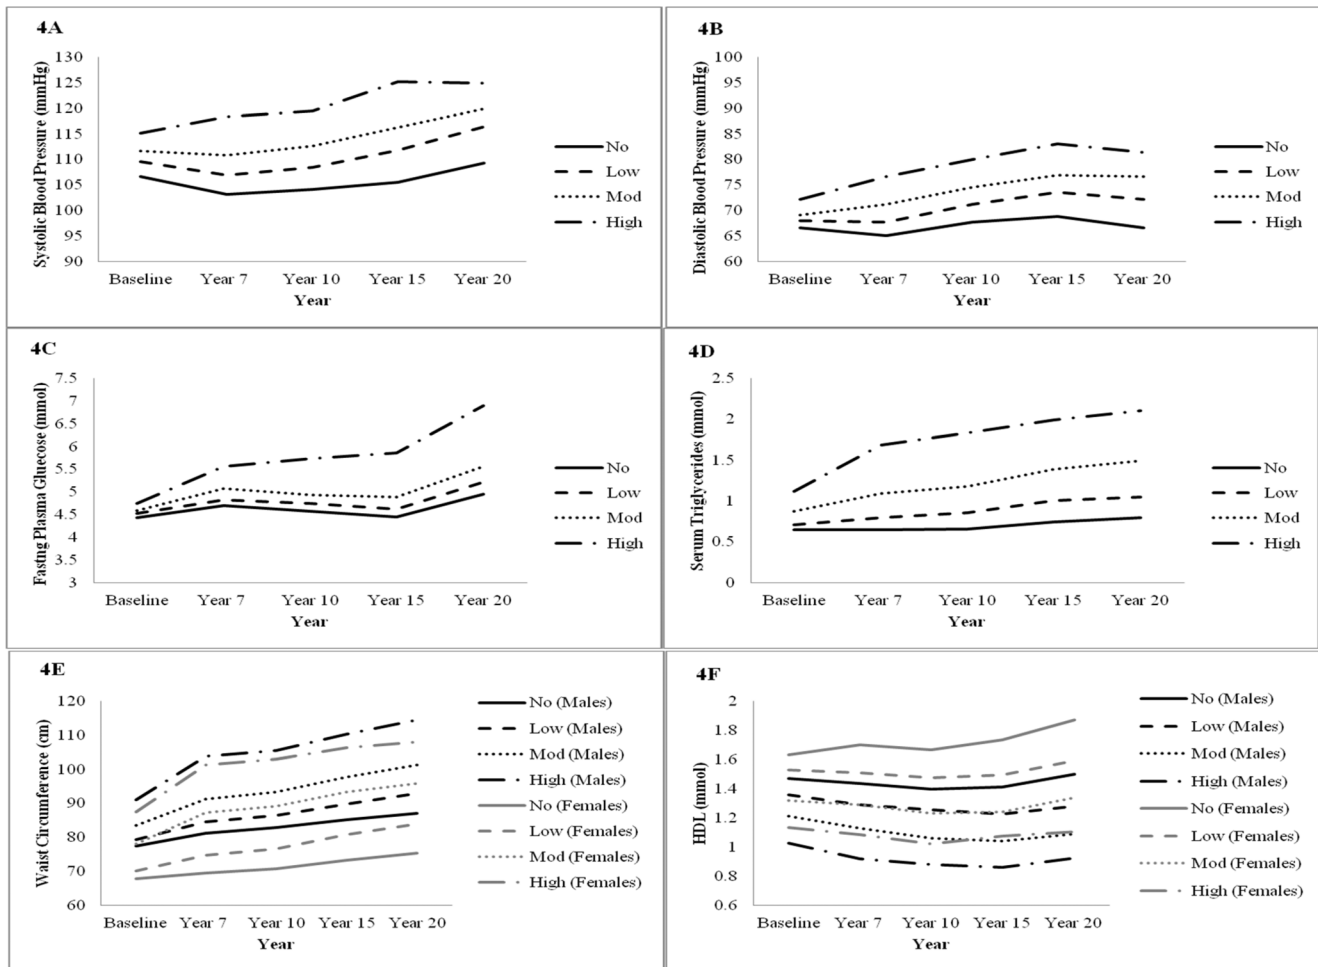 4A
Systolic Blood Pressure (mmHg)
130
125
120
115
110
105
100
95
90
Baseline Year 7 Year 10 Year 15 Year 20
Year
No
Low
Mod
High
4B
Diastolic Blood Pressure (mmHg)
100
95
90
85
80
75
70
65
60
Baseline Year 7 Year 10 Year 15 Year 20
Year
No
Low
Mod
High
4C
Fastng Plasma Gluecose (mmol)
7.5
7
6.5
6
5.5
5
4.5
4
3.5
3
Baseline Year 7 Year 10 Year 15 Year 20
Year
No
Low
Mod
High
4D
Serum Triglycerides (mmol)
2.5
2
1.5
1
0.5
0
Baseline Year 7 Year 10 Year 15 Year 20
Year
No
Low
Mod
High
4E
Waist Circumference (cm)
120
110
100
90
80
70
60
Baseline Year 7 Year 10 Year 15 Year 20
Year
No (Males)
Low (Males)
Mod (Males)
High (Males)
No (Females)
Low (Females)
Mod (Females)
High (Females)
4F
HDL (mmol)
2
1.8
1.6
1.4
1.2
1
0.8
0.6
Baseline Year 7 Year 10 Year 15 Year 20
Year
No (Males)
Low (Males)
Mod (Males)
High (Males)
No (Females)
Low (Females)
Mod (Females)
High (Females)